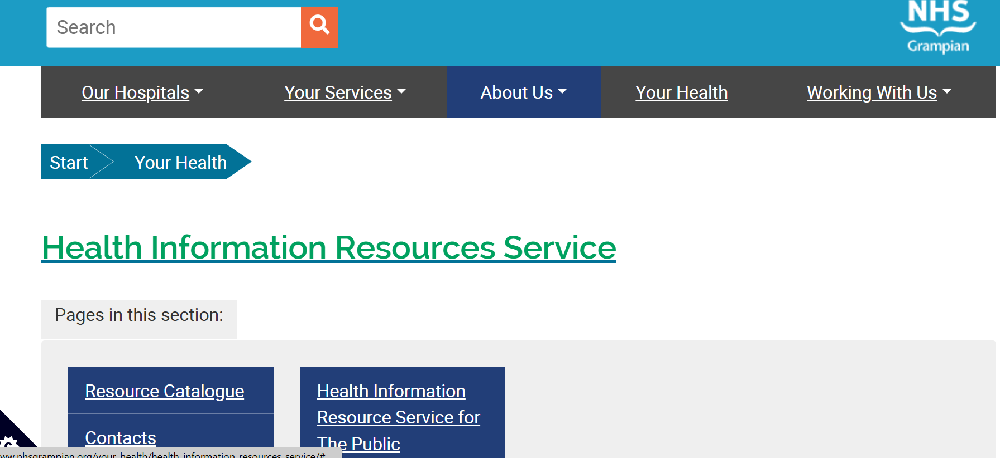 Search
NHS
Grampian
Our Hospitals
Your Services
About Us
Your Health
Working With Us
Start
Your Health
Health Information Resources Service
Pages in this section:
Resource Catalogue
Contacts
Health Information
Resource Service for
The Public
ww.nhsgrampian.org/your-health/health-information-resources-service/#